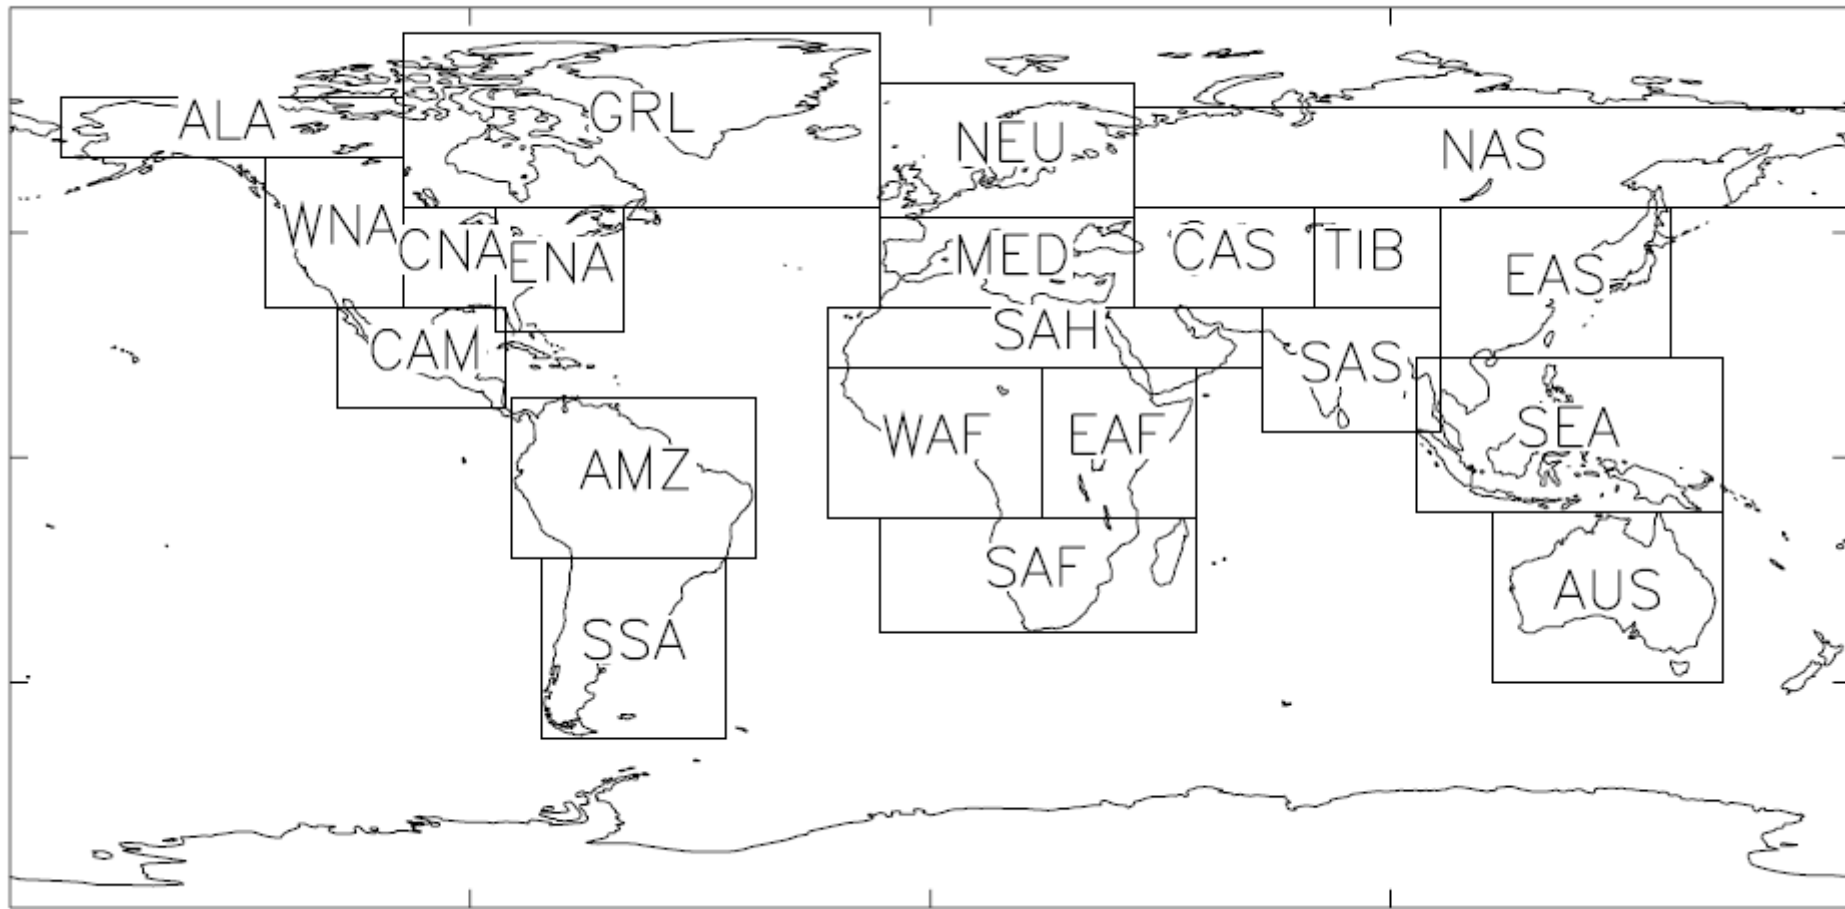 ALA
GRL
NEU
NAS
WNA
CNA
ENA
MED
CAS
TIB
EAS
CAM
SAH
SAS
AMZ
WAF
EAF
SEA
SAF
AUS
SSA